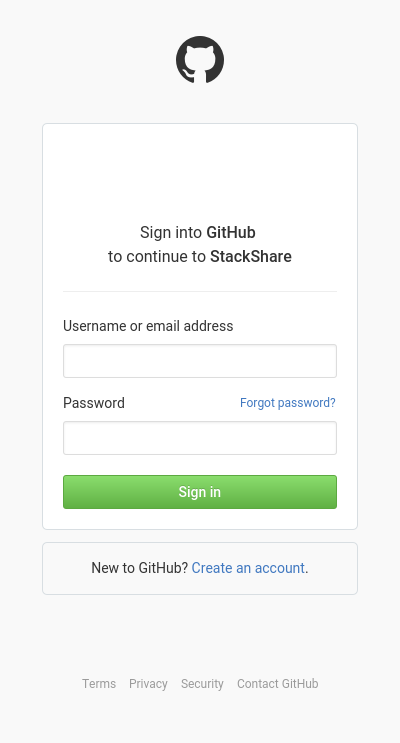 Sign into GitHub
to continue to StackShare
Username or email address
Password Forgot password?
Sign in
New to GitHub? Create an account.
Terms Privacy Security Contact GitHub